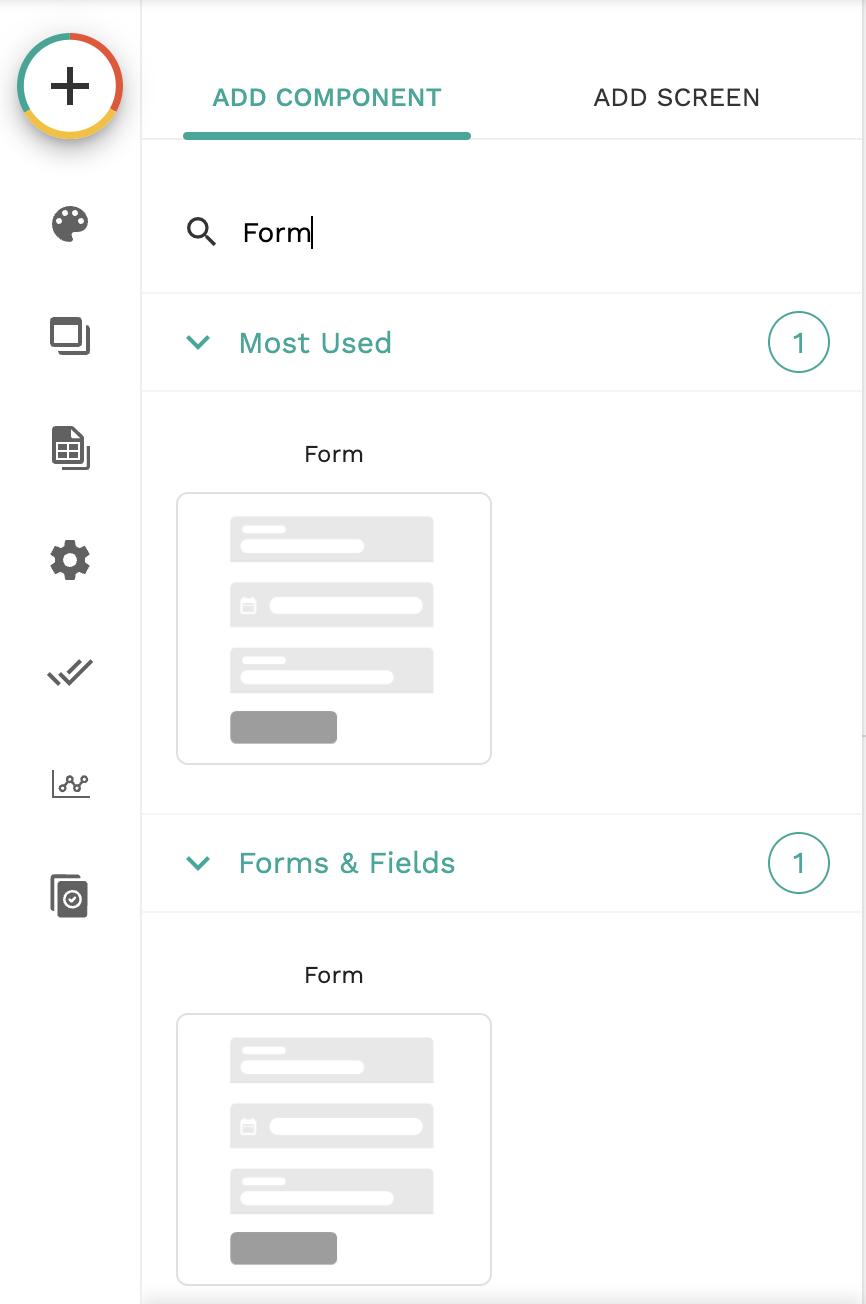 ADD COMPONENT
ADD SCREEN
Form
Most Used
1
Form
Forms & Fields
1
Form